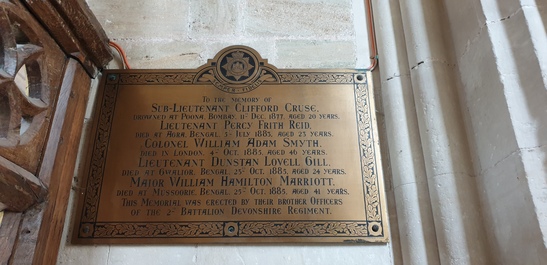 TO THE MEMORY OF
SUB-LIEUTENANT CLIFFORD CRUSE,
DROWNED AT POONA, BOMBAY, 11TH DEC. 1877, AGED 20 YEARS.
LIEUTENANT PERCY FRITH REID,
DIED AT AGRA, BENGAL, 3RD JULY 1885, AGED 23 YEARS.
COLONEL WILLIAM ADAM SMYTH,
DIED IN LONDON, 4TH OCT. 1885, AGED 46 YEARS.
LIEUTENANT DUNSTAN LOVELL GILL,
DIED AT GWALIOR, BENGAL, 25TH OCT. 1885, AGED 24 YEARS.
MAJOR WILLIAM HAMILTON MARRIOTT,
DIED AT MUSSOORIE, BENGAL, 25TH OCT. 1885, AGED 41 YEARS.
THIS MEMORIAL WAS ERECTED BY THEIR BROTHER OFFICERS
OF THE 2ND BATTALION DEVONSHIRE REGIMENT.